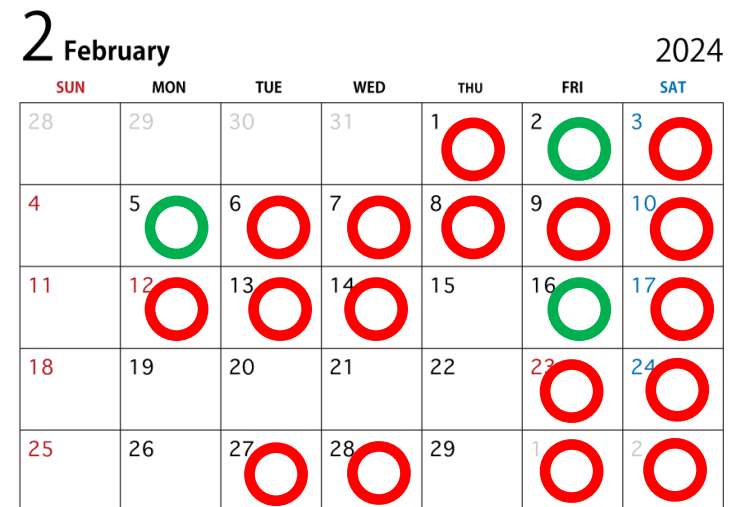 2 February 2024
SUN MON TUE WED THU FRI SAT
28 29 30 31 1 2 3
4 5 6 7 8 9 10
11 12 13 14 15 16 17
18 19 20 21 22 23 24
25 26 27 28 29 1 2